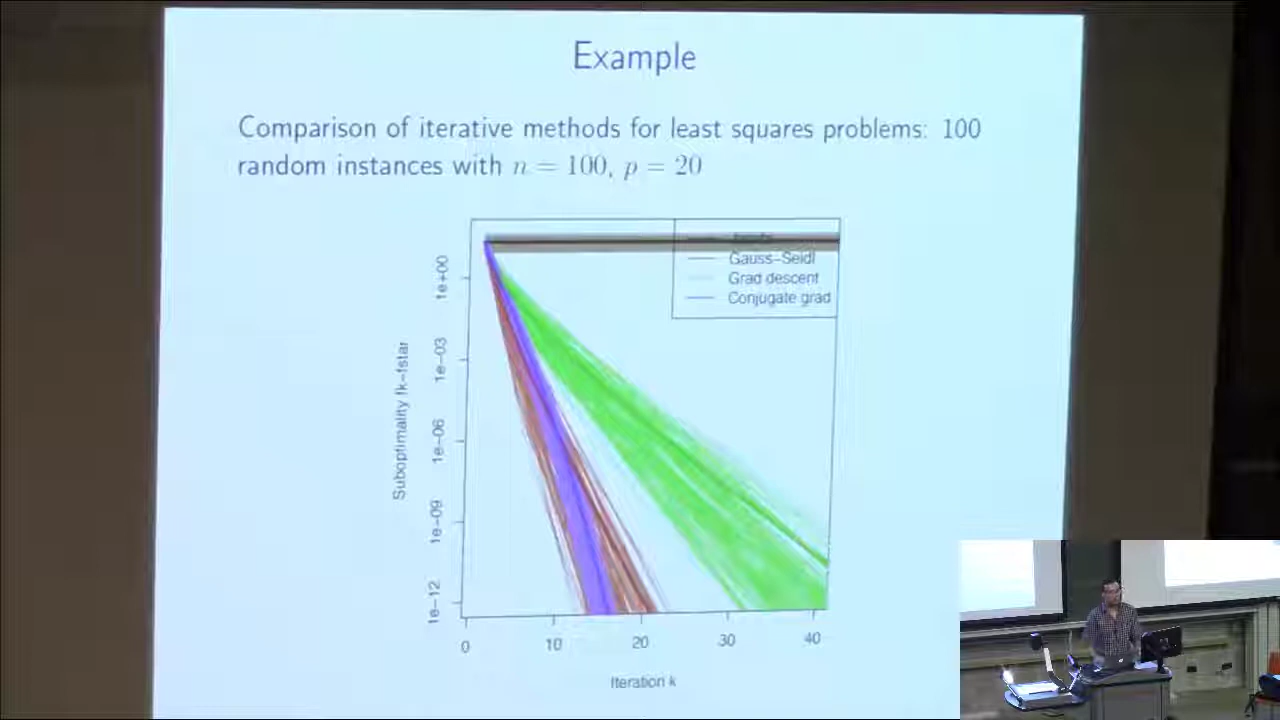 Example
Comparison of iterative methods for least squares problems: 100
random instances with n = 100, p = 20
Gauss-Seidl
Grad descent
Conjugate grad
1e+00
1e-03
1e-06
1e-09
1e-12
Suboptimality fk-fstar
0 10 20 30 40
Iteration k